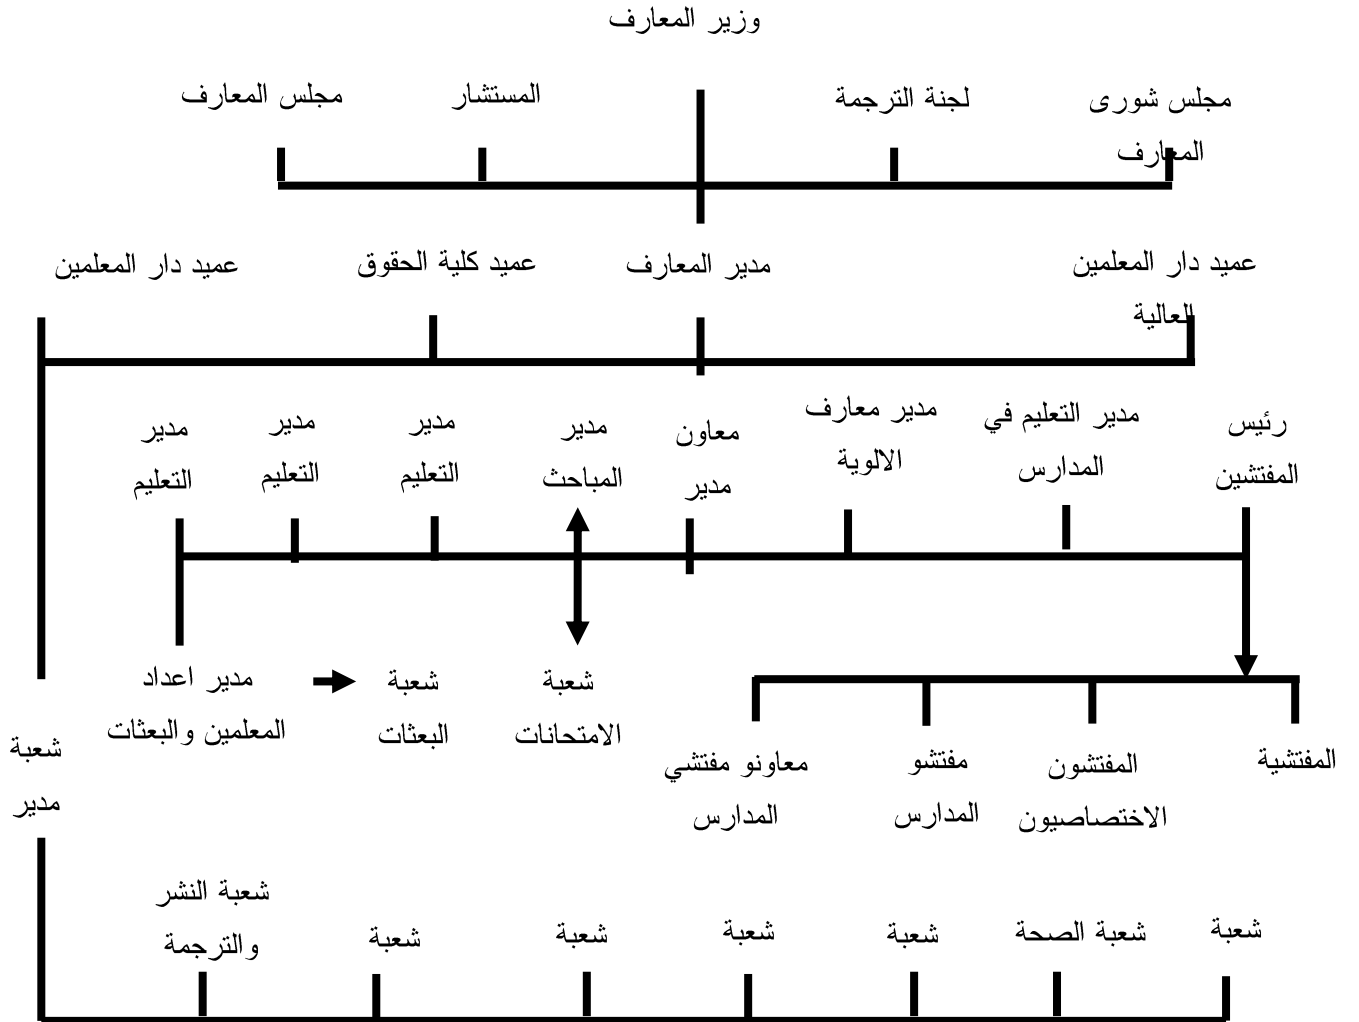 وزير المعارف
مجلس شورى
المعارف
لجنة الترجمة
المستشار
مجلس المعارف
عميد دار المعلمين
العالية
مدير المعارف
عميد كلية الحقوق
عميد دار المعلمين
رئيس
المفتشين
مدير التعليم في
المدارس
مدير معارف
الالوية
معاون
مدير
مدير
المباحث
مدير
التعليم
مدير
التعليم
مدير
التعليم
المفتشية
المفتشون
الاختصاصيون
مفتشو
المدارس
معاونو مفتشي
المدارس
شعبة
الامتحانات
شعبة
البعثات
مدير اعداد
المعلمين والبعثات
شعبة
مدير
شعبة
شعبة الصحة
شعبة
شعبة
شعبة
شعبة
شعبة النشر
والترجمة